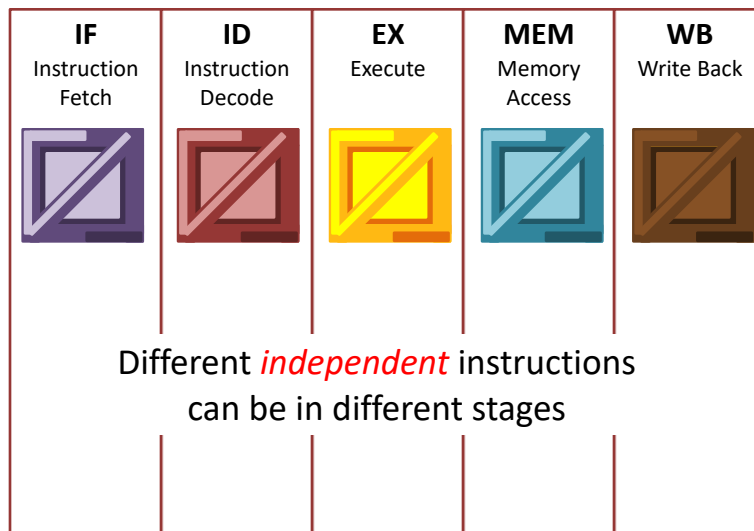 IF
Instruction
Fetch
ID
Instruction
Decode
EX
Execute
MEM
Memory
Access
WB
Write Back
Different independent instructions
can be in different stages